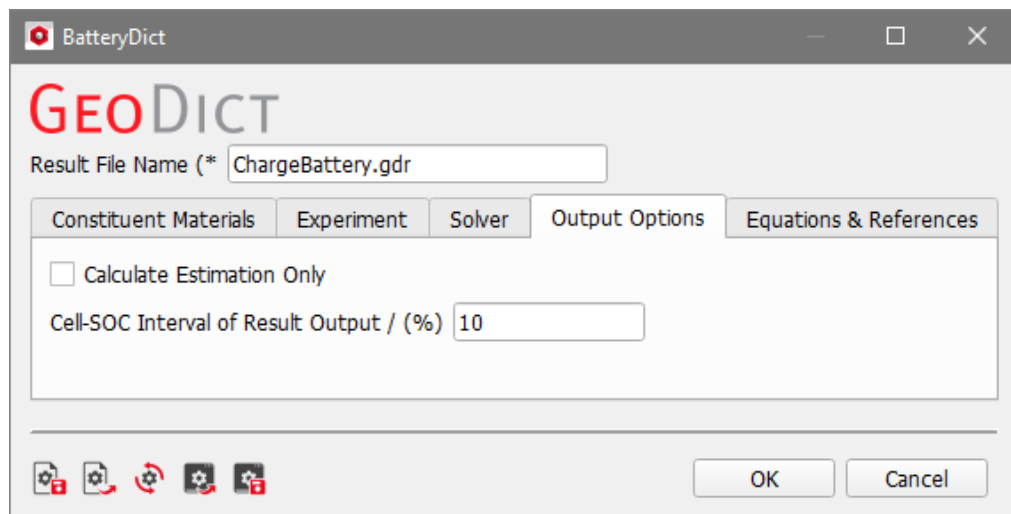 BatteryDict
GEODICT
Result File Name (* ChargeBattery.gdr
Constituent Materials Experiment Solver Output Options Equations & References
Calculate Estimation Only
Cell-SOC Interval of Result Output / (%) 10
OK Cancel